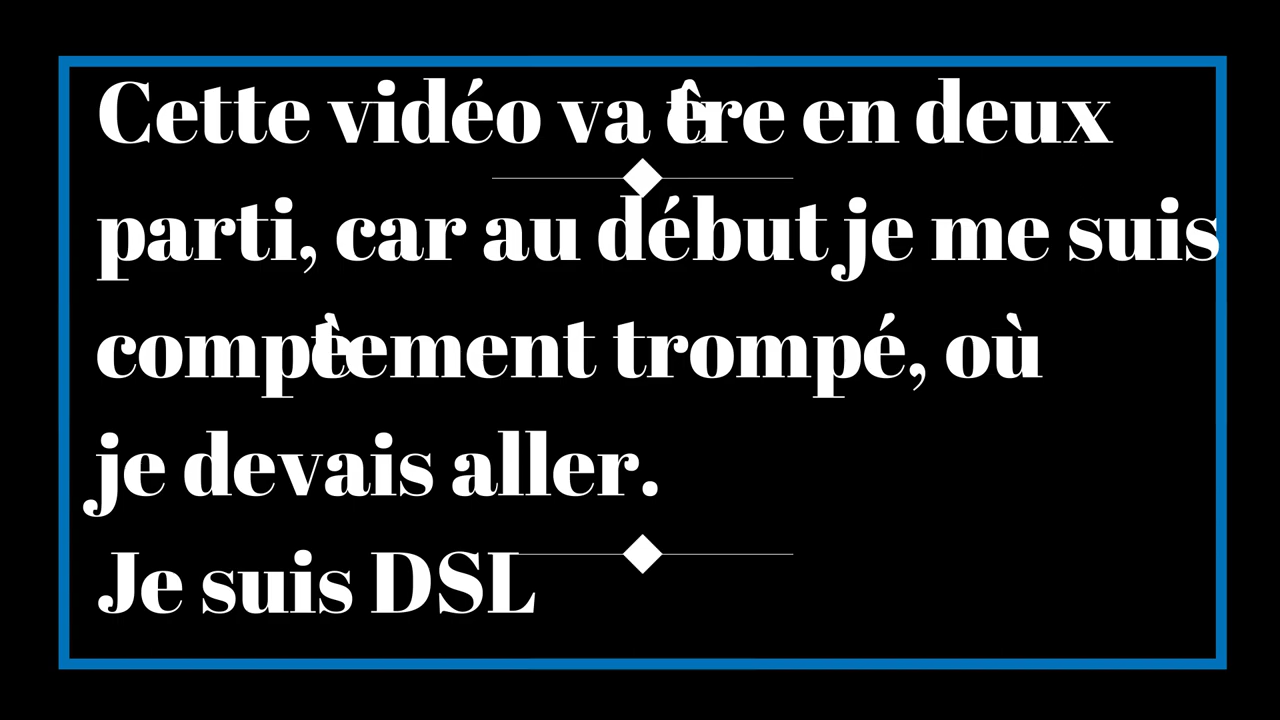 Cette vidéo va être en deux
parti, car au début je me suis
compètement trompé, où
je devais aller.
Je suis DSL